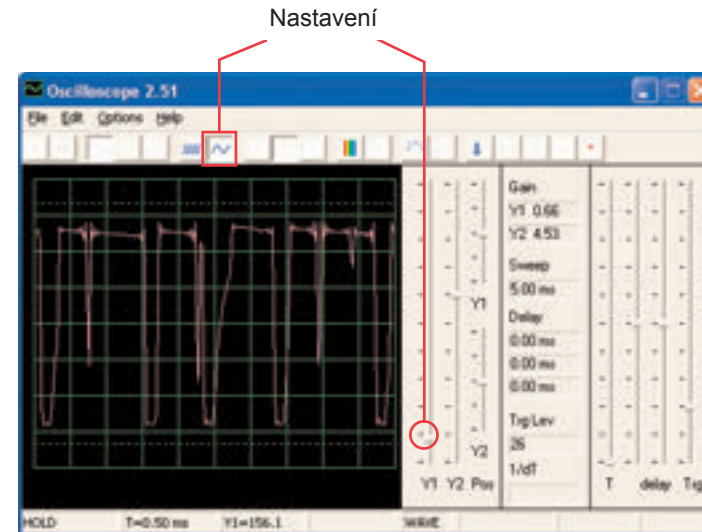 Nastavení
Oscilloscope 2.51
File Edit Options Help
Gain
Y1 0.66
Y2 4.53
Sweep
5.00 ms
Delay
0.00 ms
0.00 ms
0.00 ms
Trg Lev
26
1/dT
Y1
Y2
Y1 Y2 Pos
T delay Trg
HOLD T=0.50 ms Y1=156.1 WAVE